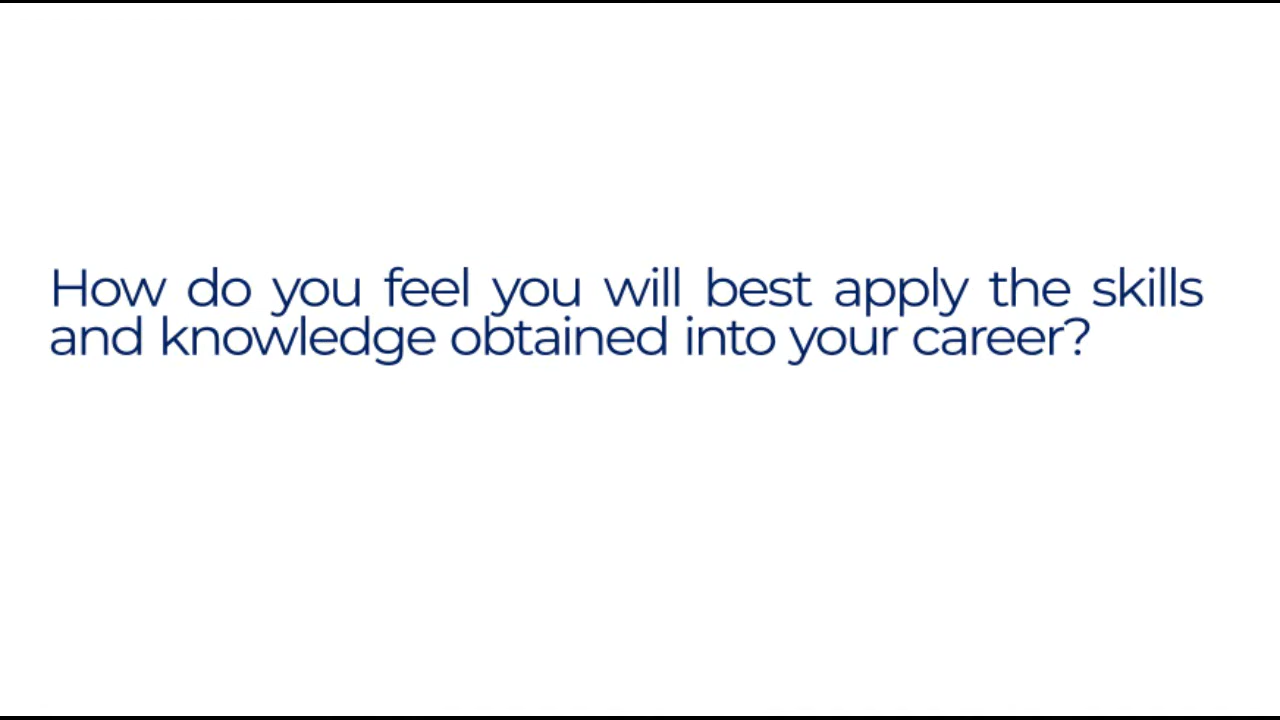 How do you feel you will best apply the skills
and knowledge obtained into your career?